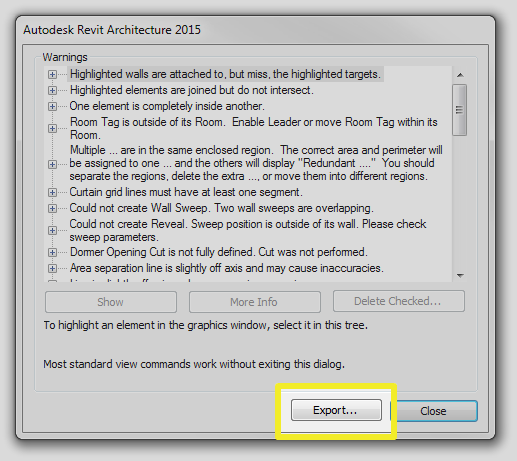 Autodesk Revit Architecture 2015
Warnings
Highlighted walls are attached to, but miss, the highlighted targets.
Highlighted elements are joined but do not intersect.
One element is completely inside another.
Room Tag is outside of its Room. Enable Leader or move Room Tag within its
Room.
Multiple ... are in the same enclosed region. The correct area and perimeter will
be assigned to one ... and the others will display "Redundant ...." You should
separate the regions, delete the extra ..., or move them into different regions.
Curtain grid lines must have at least one segment.
Could not create Wall Sweep. Two wall sweeps are overlapping.
Could not create Reveal. Sweep position is outside of its wall. Please check
sweep parameters.
Dormer Opening Cut is not fully defined. Cut was not performed.
Area separation line is slightly off axis and may cause inaccuracies.
Show
More Info
Delete Checked...
To highlight an element in the graphics window, select it in this tree.
Most standard view commands work without exiting this dialog.
Export...
Close